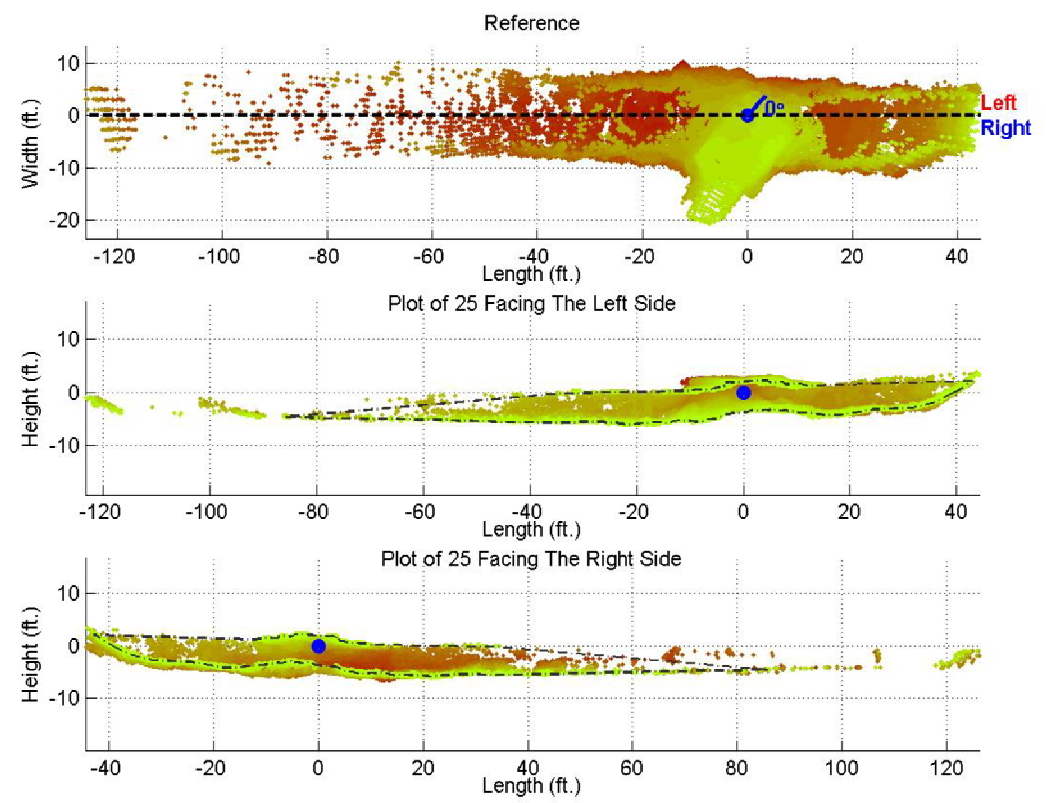 Reference
10
0
-10
-20
Width (ft.)
0°
Left
Right
-120 -100 -80 -60 -40 -20 0 20 40
Length (ft.)
Plot of 25 Facing The Left Side
10
0
-10
Height (ft.)
-120 -100 -80 -60 -40 -20 0 20 40
Length (ft.)
Plot of 25 Facing The Right Side
10
0
-10
Height (ft.)
-40 -20 0 20 40 60 80 100 120
Length (ft.)